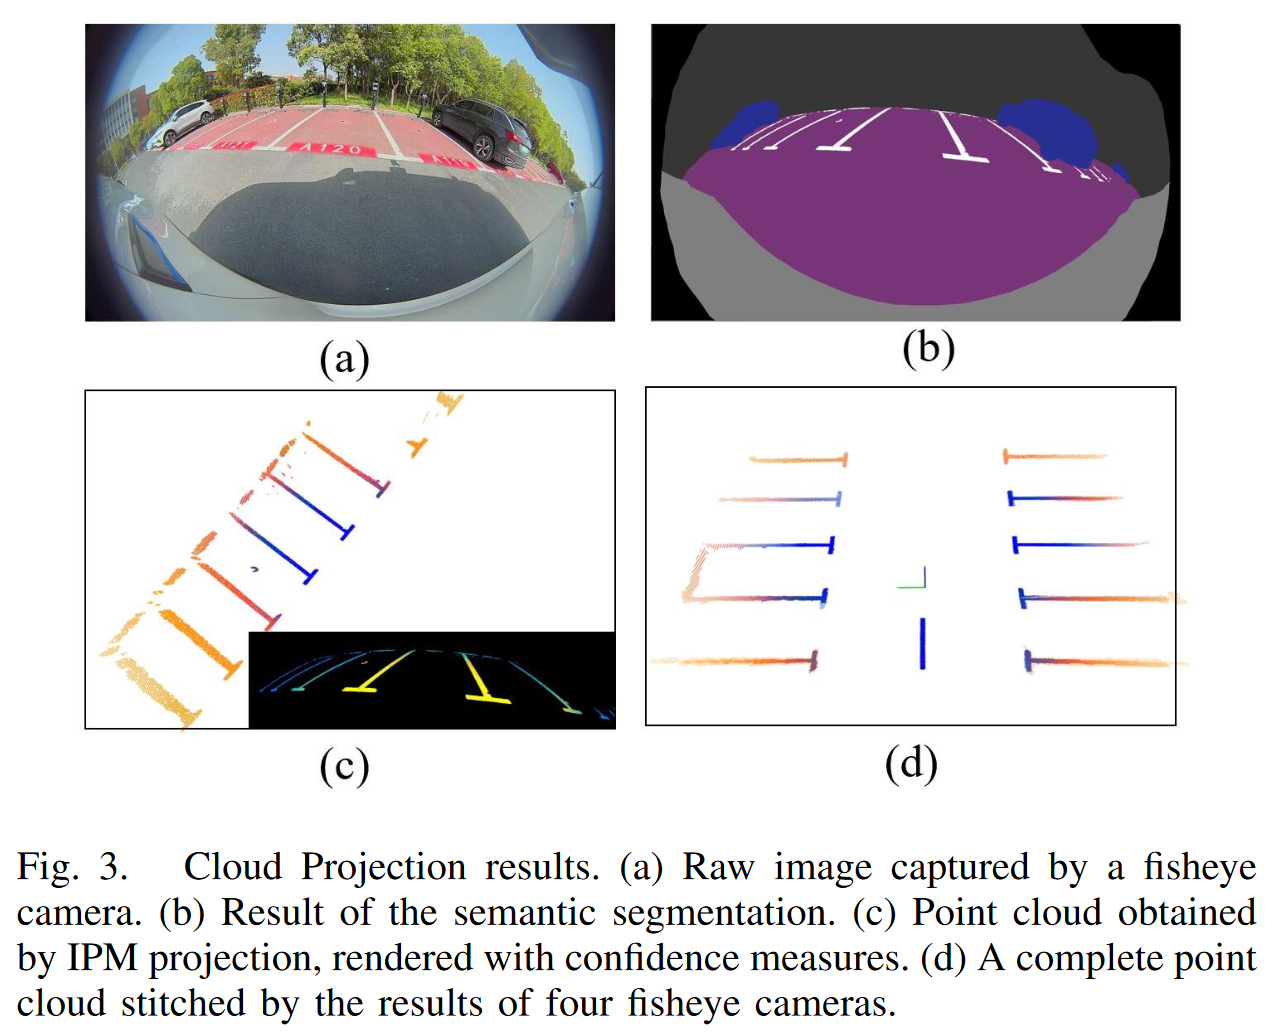 A120
(a)
(b)
(c)
(d)
Fig. 3. Cloud Projection results. (a) Raw image captured by a fisheye
camera. (b) Result of the semantic segmentation. (c) Point cloud obtained
by IPM projection, rendered with confidence measures. (d) A complete point
cloud stitched by the results of four fisheye cameras.